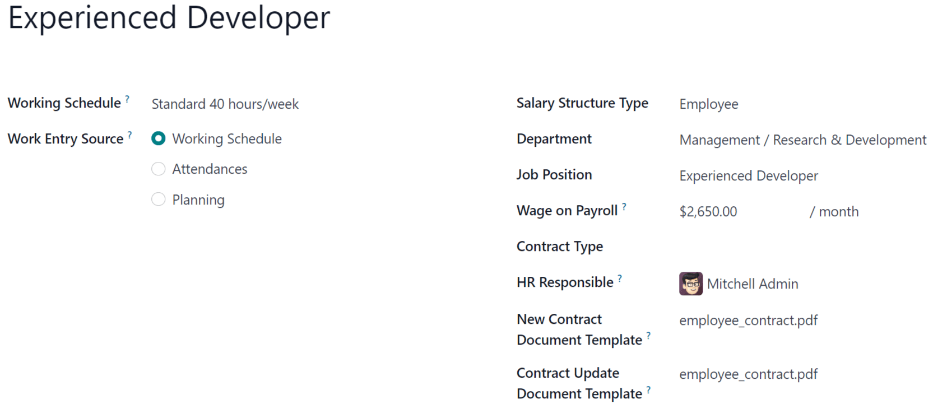 Experienced Developer
Working Schedule ? Standard 40 hours/week
Work Entry Source ? Working Schedule
Attendances
Planning
Salary Structure Type Employee
Department Management / Research & Development
Job Position Experienced Developer
Wage on Payroll ? $2,650.00 / month
Contract Type
HR Responsible ? Mitchell Admin
New Contract
Document Template ? employee_contract.pdf
Contract Update
Document Template ? employee_contract.pdf